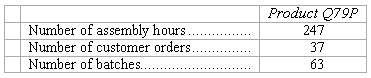 Product Q79P
Number of assembly hours................ 247
Number of customer orders............... 37
Number of batches.......................... 63